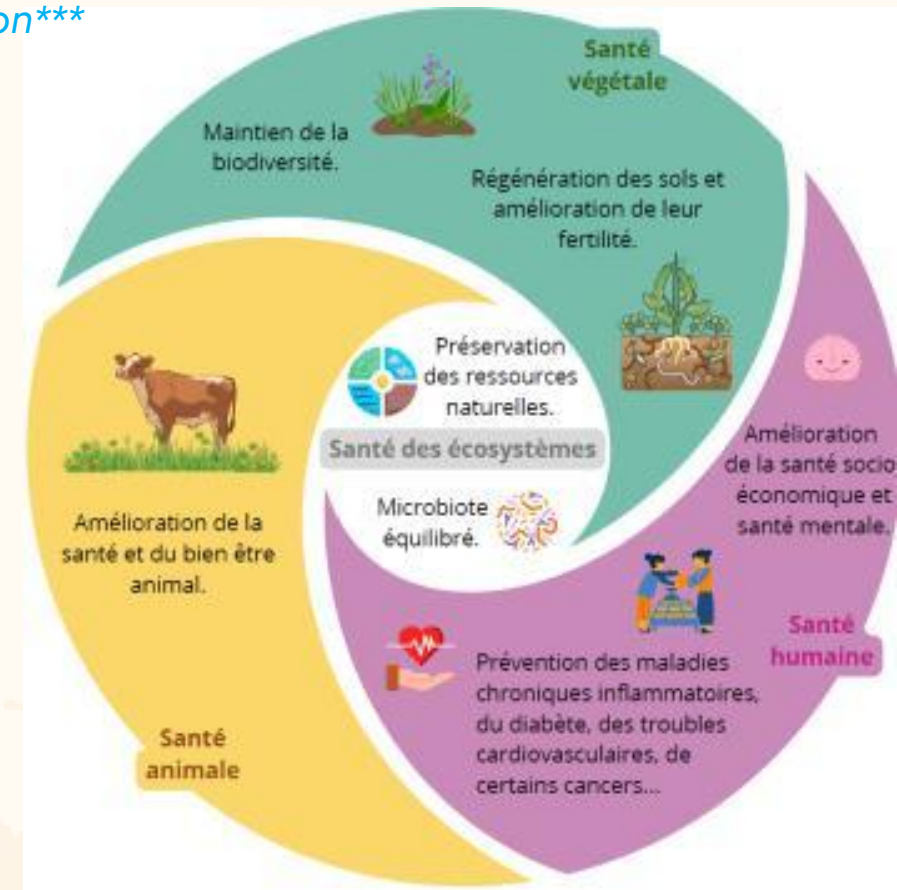 on***
Santé
végétale
Maintien de la
biodiversité.
Régénération des sols et
amélioration de leur
fertilité.
Préservation
des ressources
naturelles.
Santé des écosystèmes
Microbiote
équilibré.
Amélioration de la
santé et du bien être
animal.
Santé
animale
Amélioration
de la santé socio
économique et
santé mentale.
Santé
humaine
Prévention des maladies
chroniques inflammatoires,
du diabète, des troubles
cardiovasculaires, de
certains cancers...